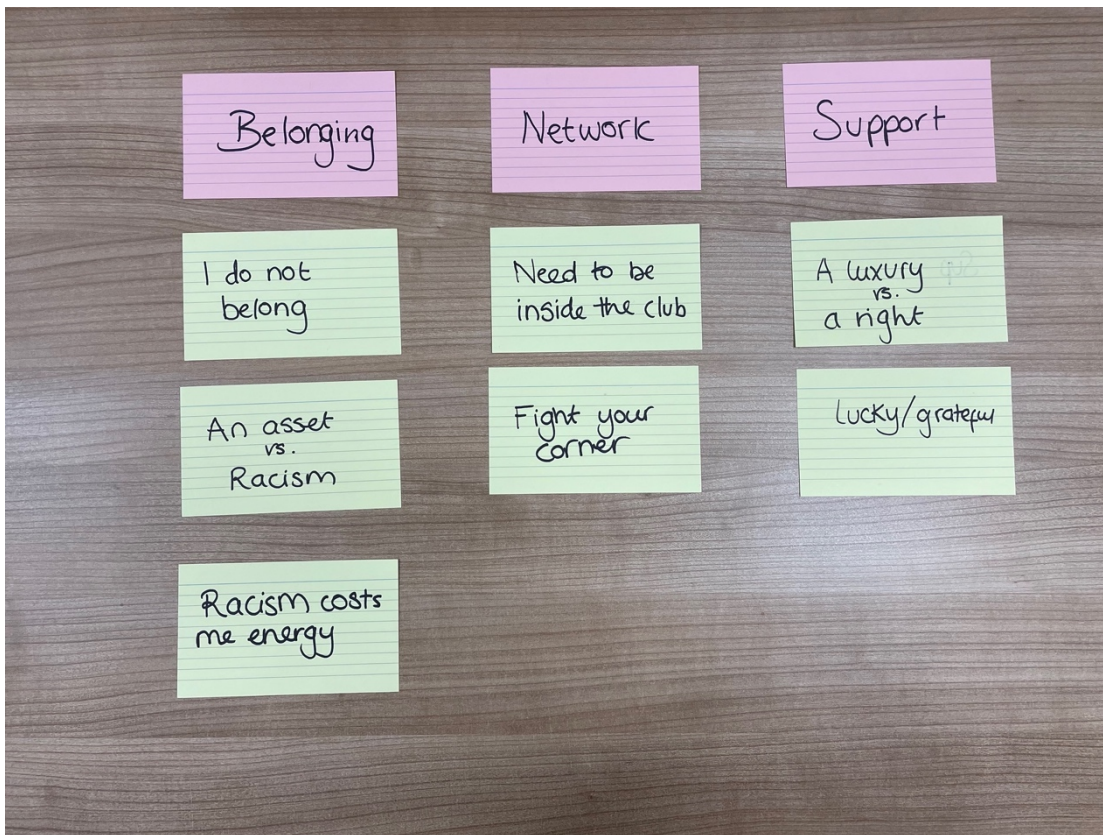 Belonging
Network
Support
I do not
belong
Need to be
inside the club
A luxury
vs.
a right
An asset
vs.
Racism
Fight your
corner
Lucky/grateful
Racism costs
me energy